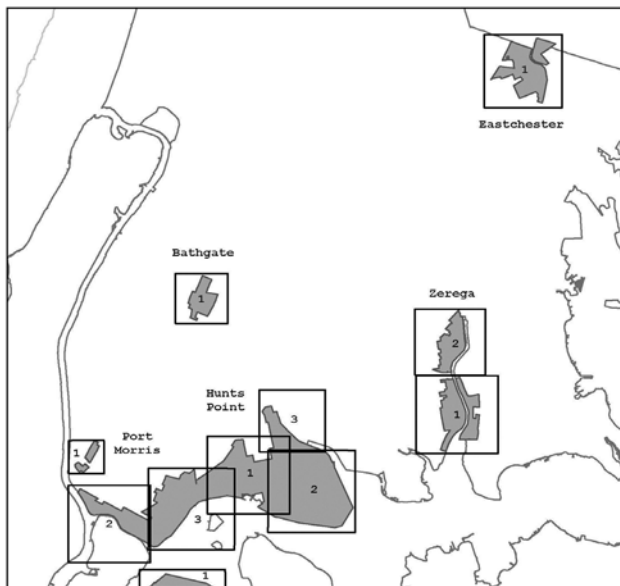 1
Eastchester
Bathgate
1
Zerega
2
1
Hunts
Point
3
1
2
Port
Morris
1
2
3
1